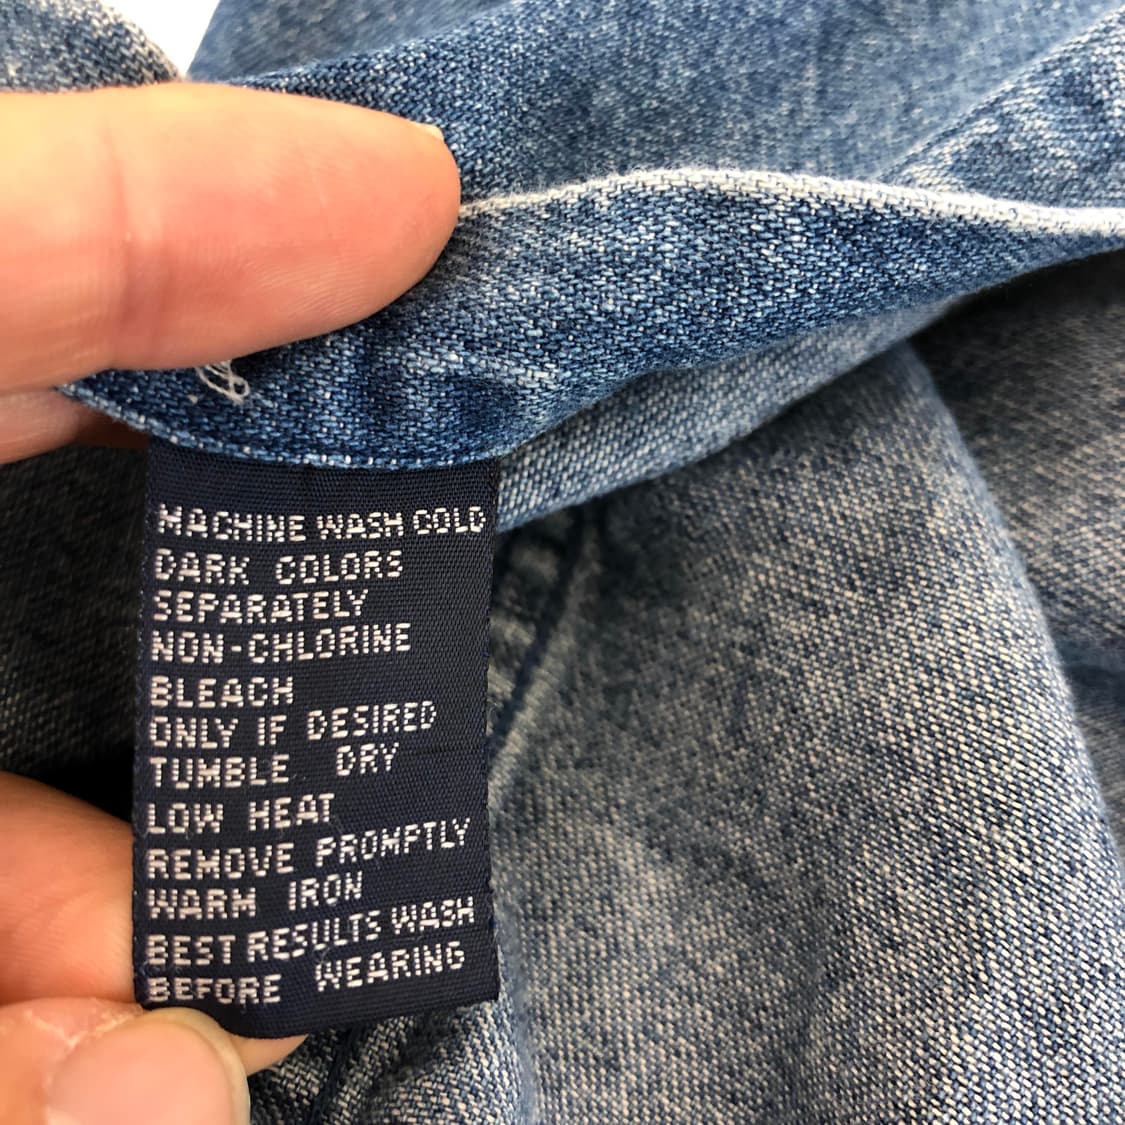 MACHINE WASH COLD
DARK COLORS
SEPARATELY
NON-CHLORINE
BLEACH
ONLY IF DESIRED
TUMBLE DRY
LOW HEAT
REMOVE PROMPTLY
WARM IRON
BEST RESULTS WASH
BEFORE WEARING